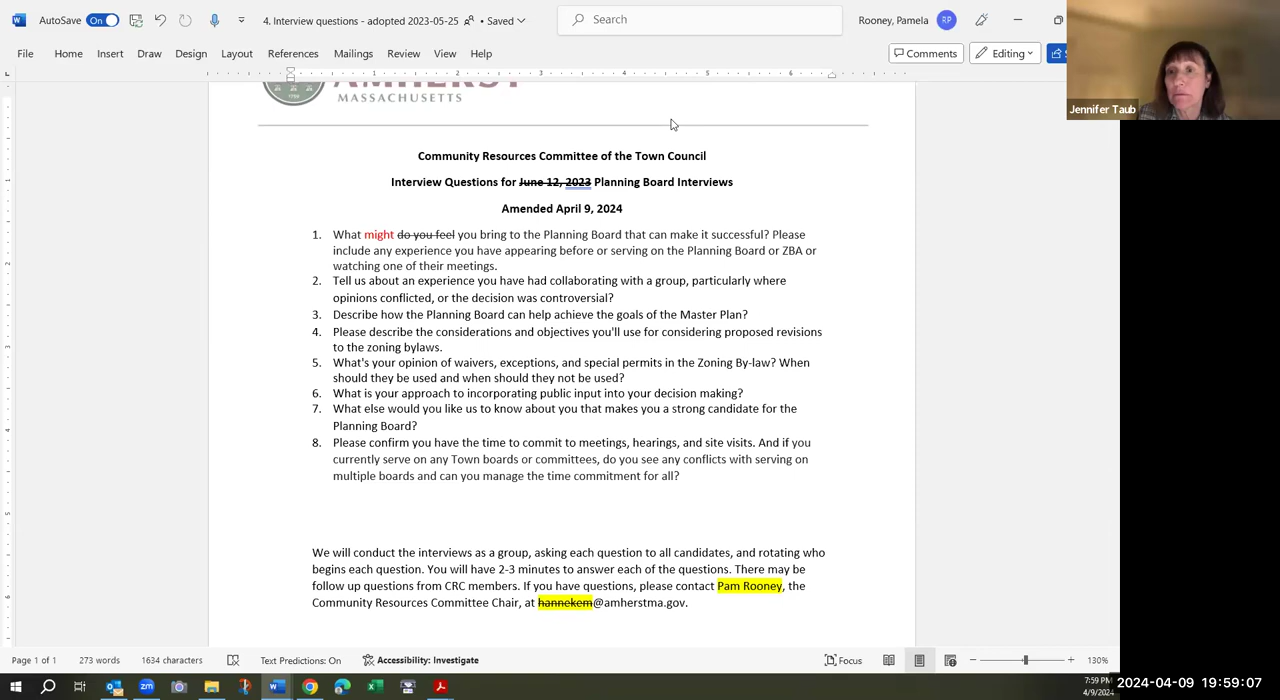 AutoSave On 4. Interview questions - adopted 2023-05-25 • Saved Search Rooney, Pamela RP
File Home Insert Draw Design Layout References Mailings Review View Help Comments Editing
1 2 3 4 5 6
AMHERST
MASSACHUSETTS
Jennifer Taub
Community Resources Committee of the Town Council
Interview Questions for June 12, 2023 Planning Board Interviews
Amended April 9, 2024
1. What might do you feel you bring to the Planning Board that can make it successful? Please
include any experience you have appearing before or serving on the Planning Board or ZBA or
watching one of their meetings.
2. Tell us about an experience you have had collaborating with a group, particularly where
opinions conflicted, or the decision was controversial?
3. Describe how the Planning Board can help achieve the goals of the Master Plan?
4. Please describe the considerations and objectives you'll use for considering proposed revisions
to the zoning bylaws.
5. What's your opinion of waivers, exceptions, and special permits in the Zoning By-law? When
should they be used and when should they not be used?
6. What is your approach to incorporating public input into your decision making?
7. What else would you like us to know about you that makes you a strong candidate for the
Planning Board?
8. Please confirm you have the time to commit to meetings, hearings, and site visits. And if you
currently serve on any Town boards or committees, do you see any conflicts with serving on
multiple boards and can you manage the time commitment for all?
We will conduct the interviews as a group, asking each question to all candidates, and rotating who
begins each question. You will have 2-3 minutes to answer each of the questions. There may be
follow up questions from CRC members. If you have questions, please contact Pam Rooney, the
Community Resources Committee Chair, at hannekem@amherstma.gov.
Page 1 of 1 273 words 1634 characters Text Predictions: On Accessibility: Investigate Focus 130%
7:59 PM
4/9/2024
2024-04-09 19:59:07